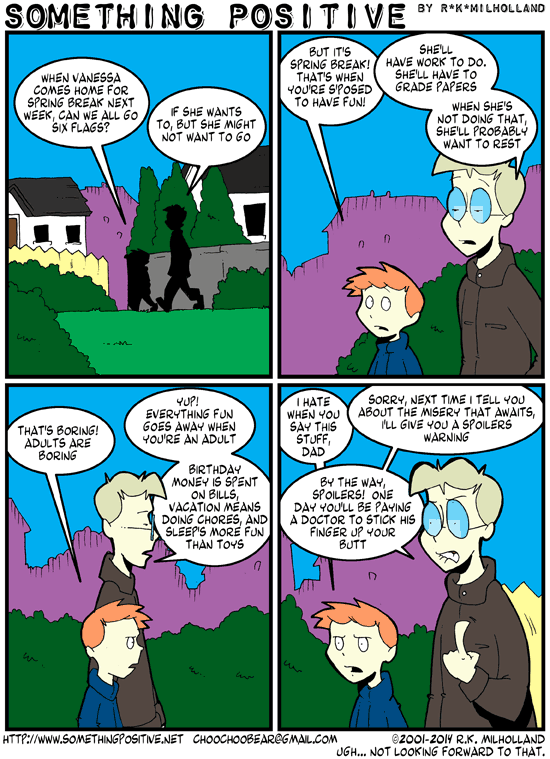 SOMETHING POSITIVE BY R*K*MILHOLLAND
WHEN VANESSA
COMES HOME FOR
SPRING BREAK NEXT
WEEK, CAN WE ALL GO
SIX FLAGS?
IF SHE WANTS
TO, BUT SHE MIGHT
NOT WANT TO GO
BUT IT'S
SPRING BREAK!
THAT'S WHEN
YOU'RE S'POSED
TO HAVE FUN!
SHE'LL
HAVE WORK TO DO.
SHE'LL HAVE TO
GRADE PAPERS
WHEN SHE'S
NOT DOING THAT,
SHE'LL PROBABLY
WANT TO REST
THAT'S BORING!
ADULTS ARE
BORING
YUP!
EVERYTHING FUN
GOES AWAY WHEN
YOU'RE AN ADULT
BIRTHDAY
MONEY IS SPENT
ON BILLS,
VACATION MEANS
DOING CHORES, AND
SLEEP'S MORE FUN
THAN TOYS
I HATE
WHEN YOU
SAY THIS
STUFF,
DAD
SORRY, NEXT TIME I TELL YOU
ABOUT THE MISERY THAT AWAITS,
I'LL GIVE YOU A SPOILERS
WARNING
BY THE WAY,
SPOILERS! ONE
DAY YOU'LL BE PAYING
A DOCTOR TO STICK HIS
FINGER UP YOUR
BUTT
HTTP://WWW.SOMETHINGPOSITIVE.NET CHOOCHOOBEAR@GMAIL.COM ©2001-2014 R.K. MILHOLLAND
UGH... NOT LOOKING FORWARD TO THAT.